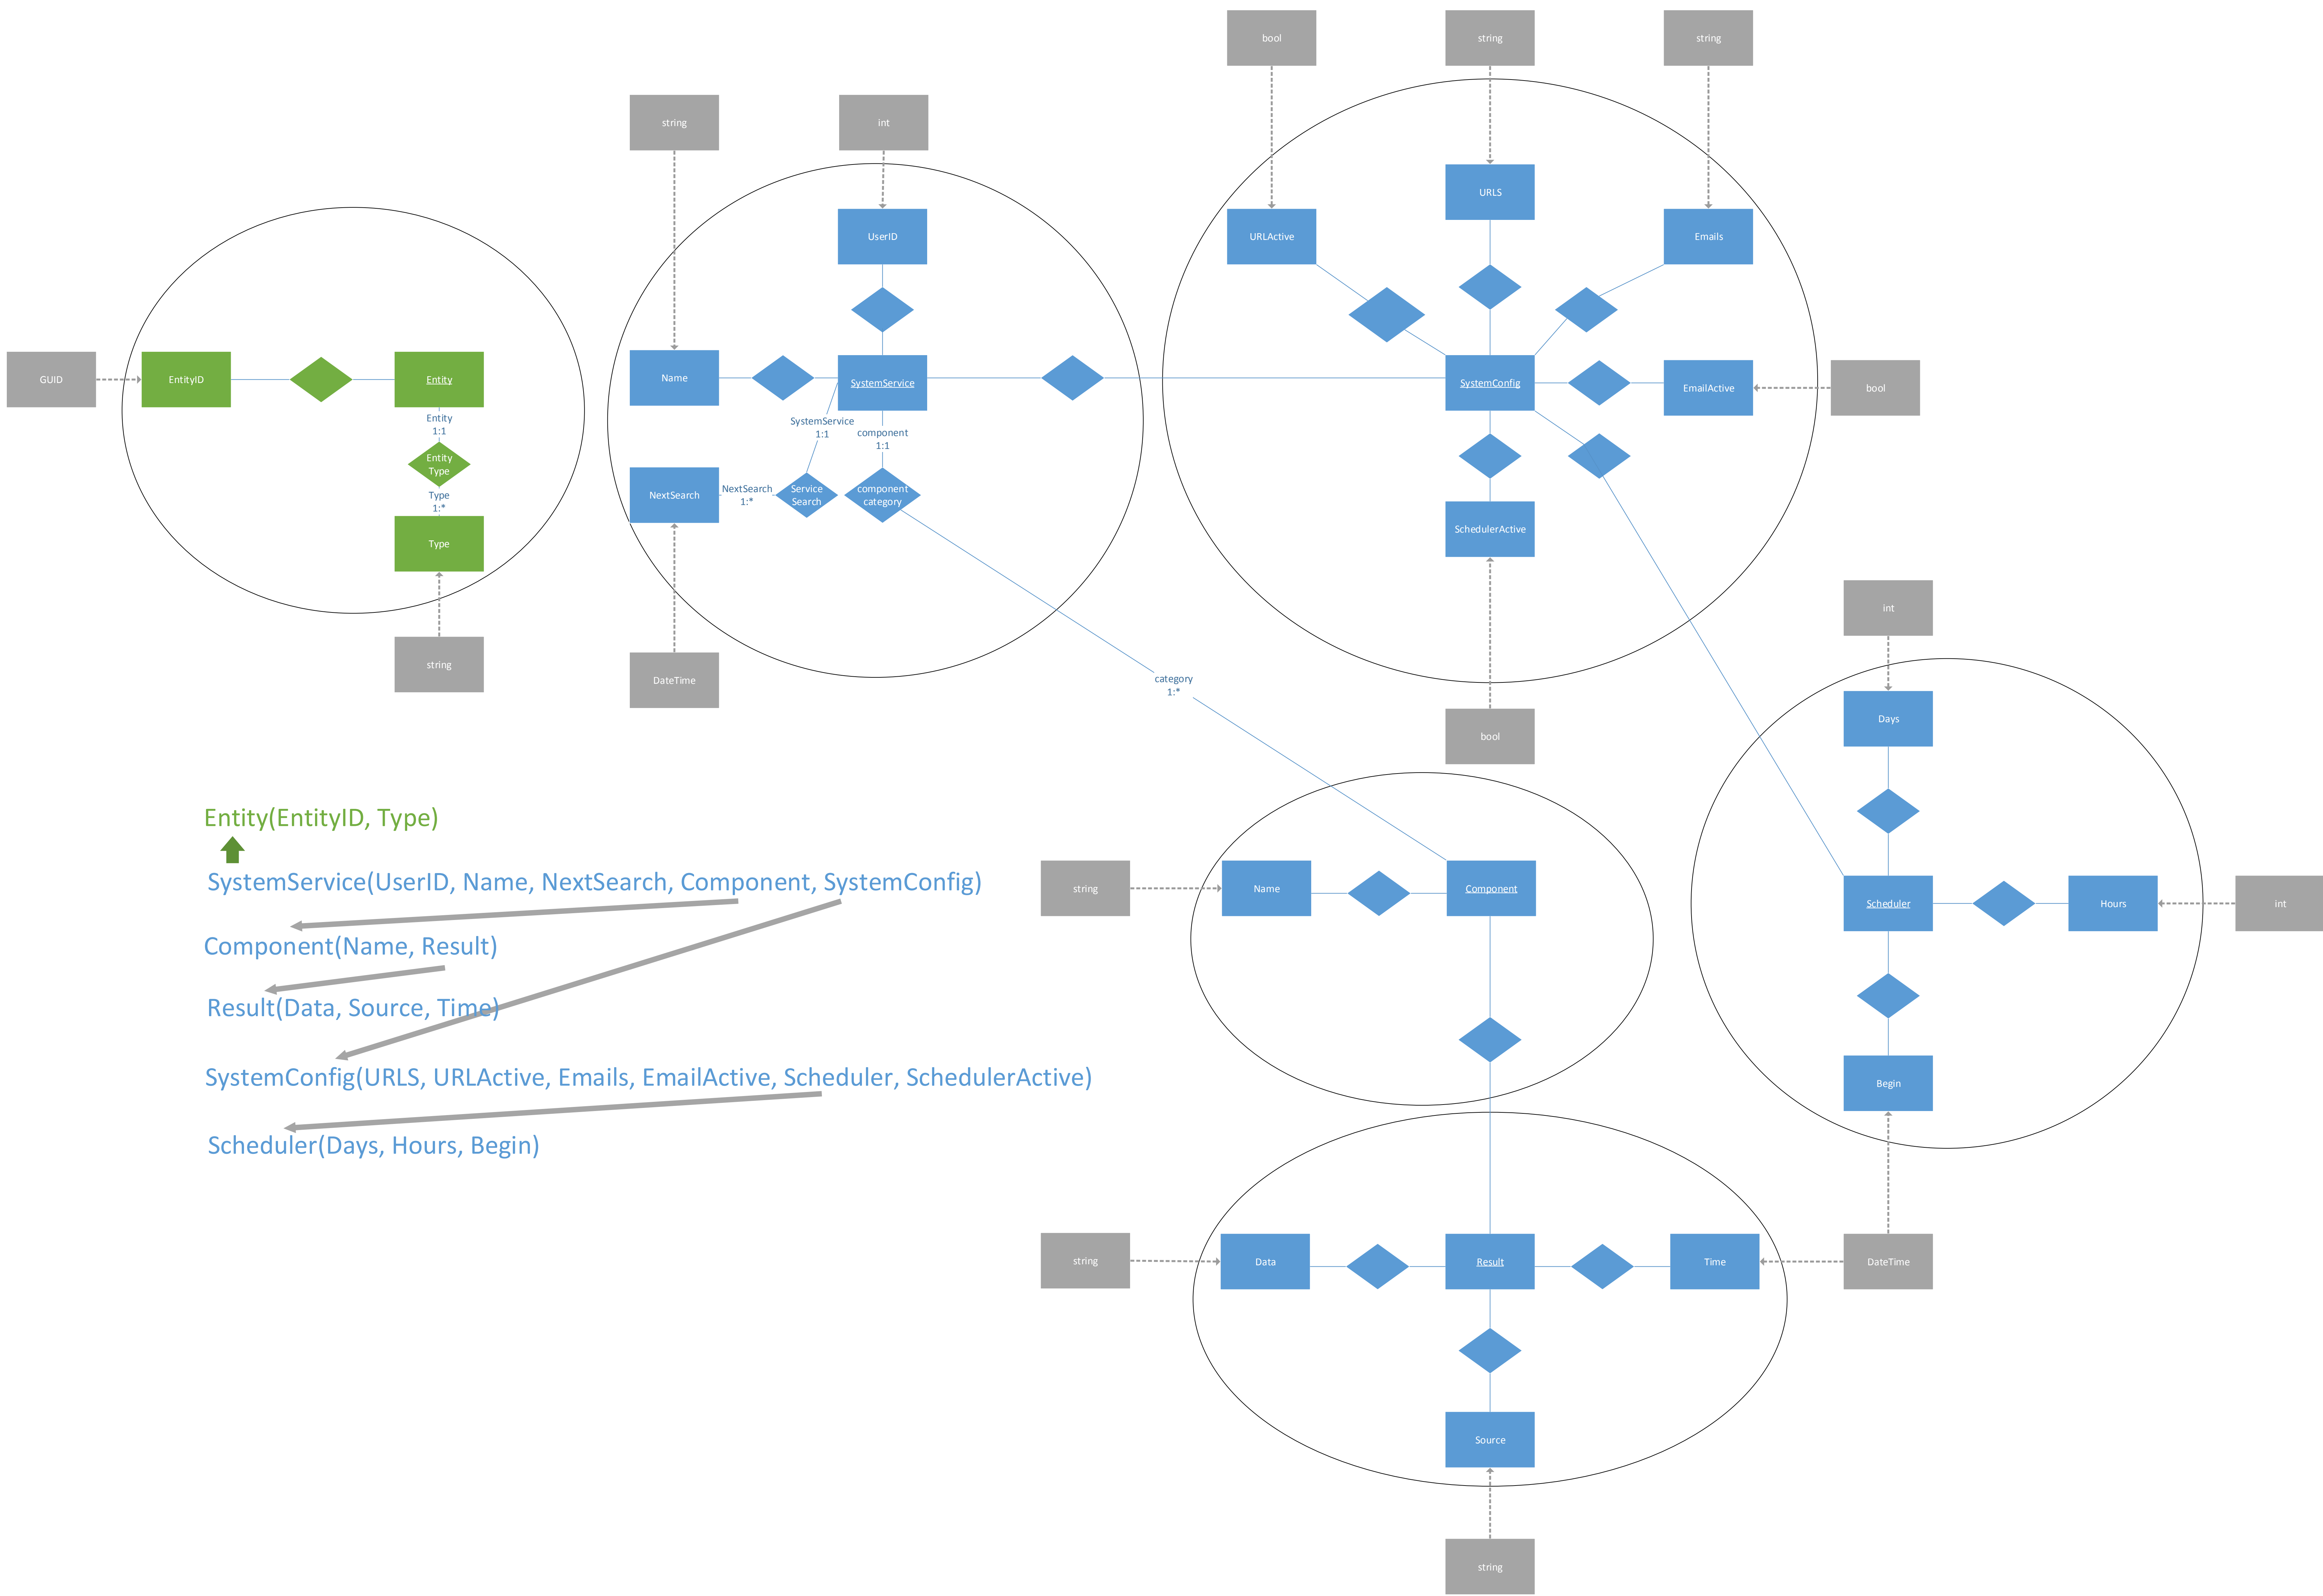 bool
string
string
string
int
URLS
UserID
URLActive
Emails
GUID
EntityID
Entity
Name
SystemService
SystemConfig
EmailActive
bool
Entity
1:1
SystemService
1:1
component
1:1
Entity
Type
Type
1:*
NextSearch
NextSearch
1:*
Service
Search
component
category
SchedulerActive
Type
string
DateTime
category
1:*
bool
int
Days
Entity(EntityID, Type)
SystemService(UserID, Name, NextSearch, Component, SystemConfig)
Component(Name, Result)
Result(Data, Source, Time)
SystemConfig(URLS, URLActive, Emails, EmailActive, Scheduler, SchedulerActive)
Scheduler(Days, Hours, Begin)
string
Name
Component
Scheduler
Hours
int
Begin
string
Data
Result
Time
DateTime
Source
string